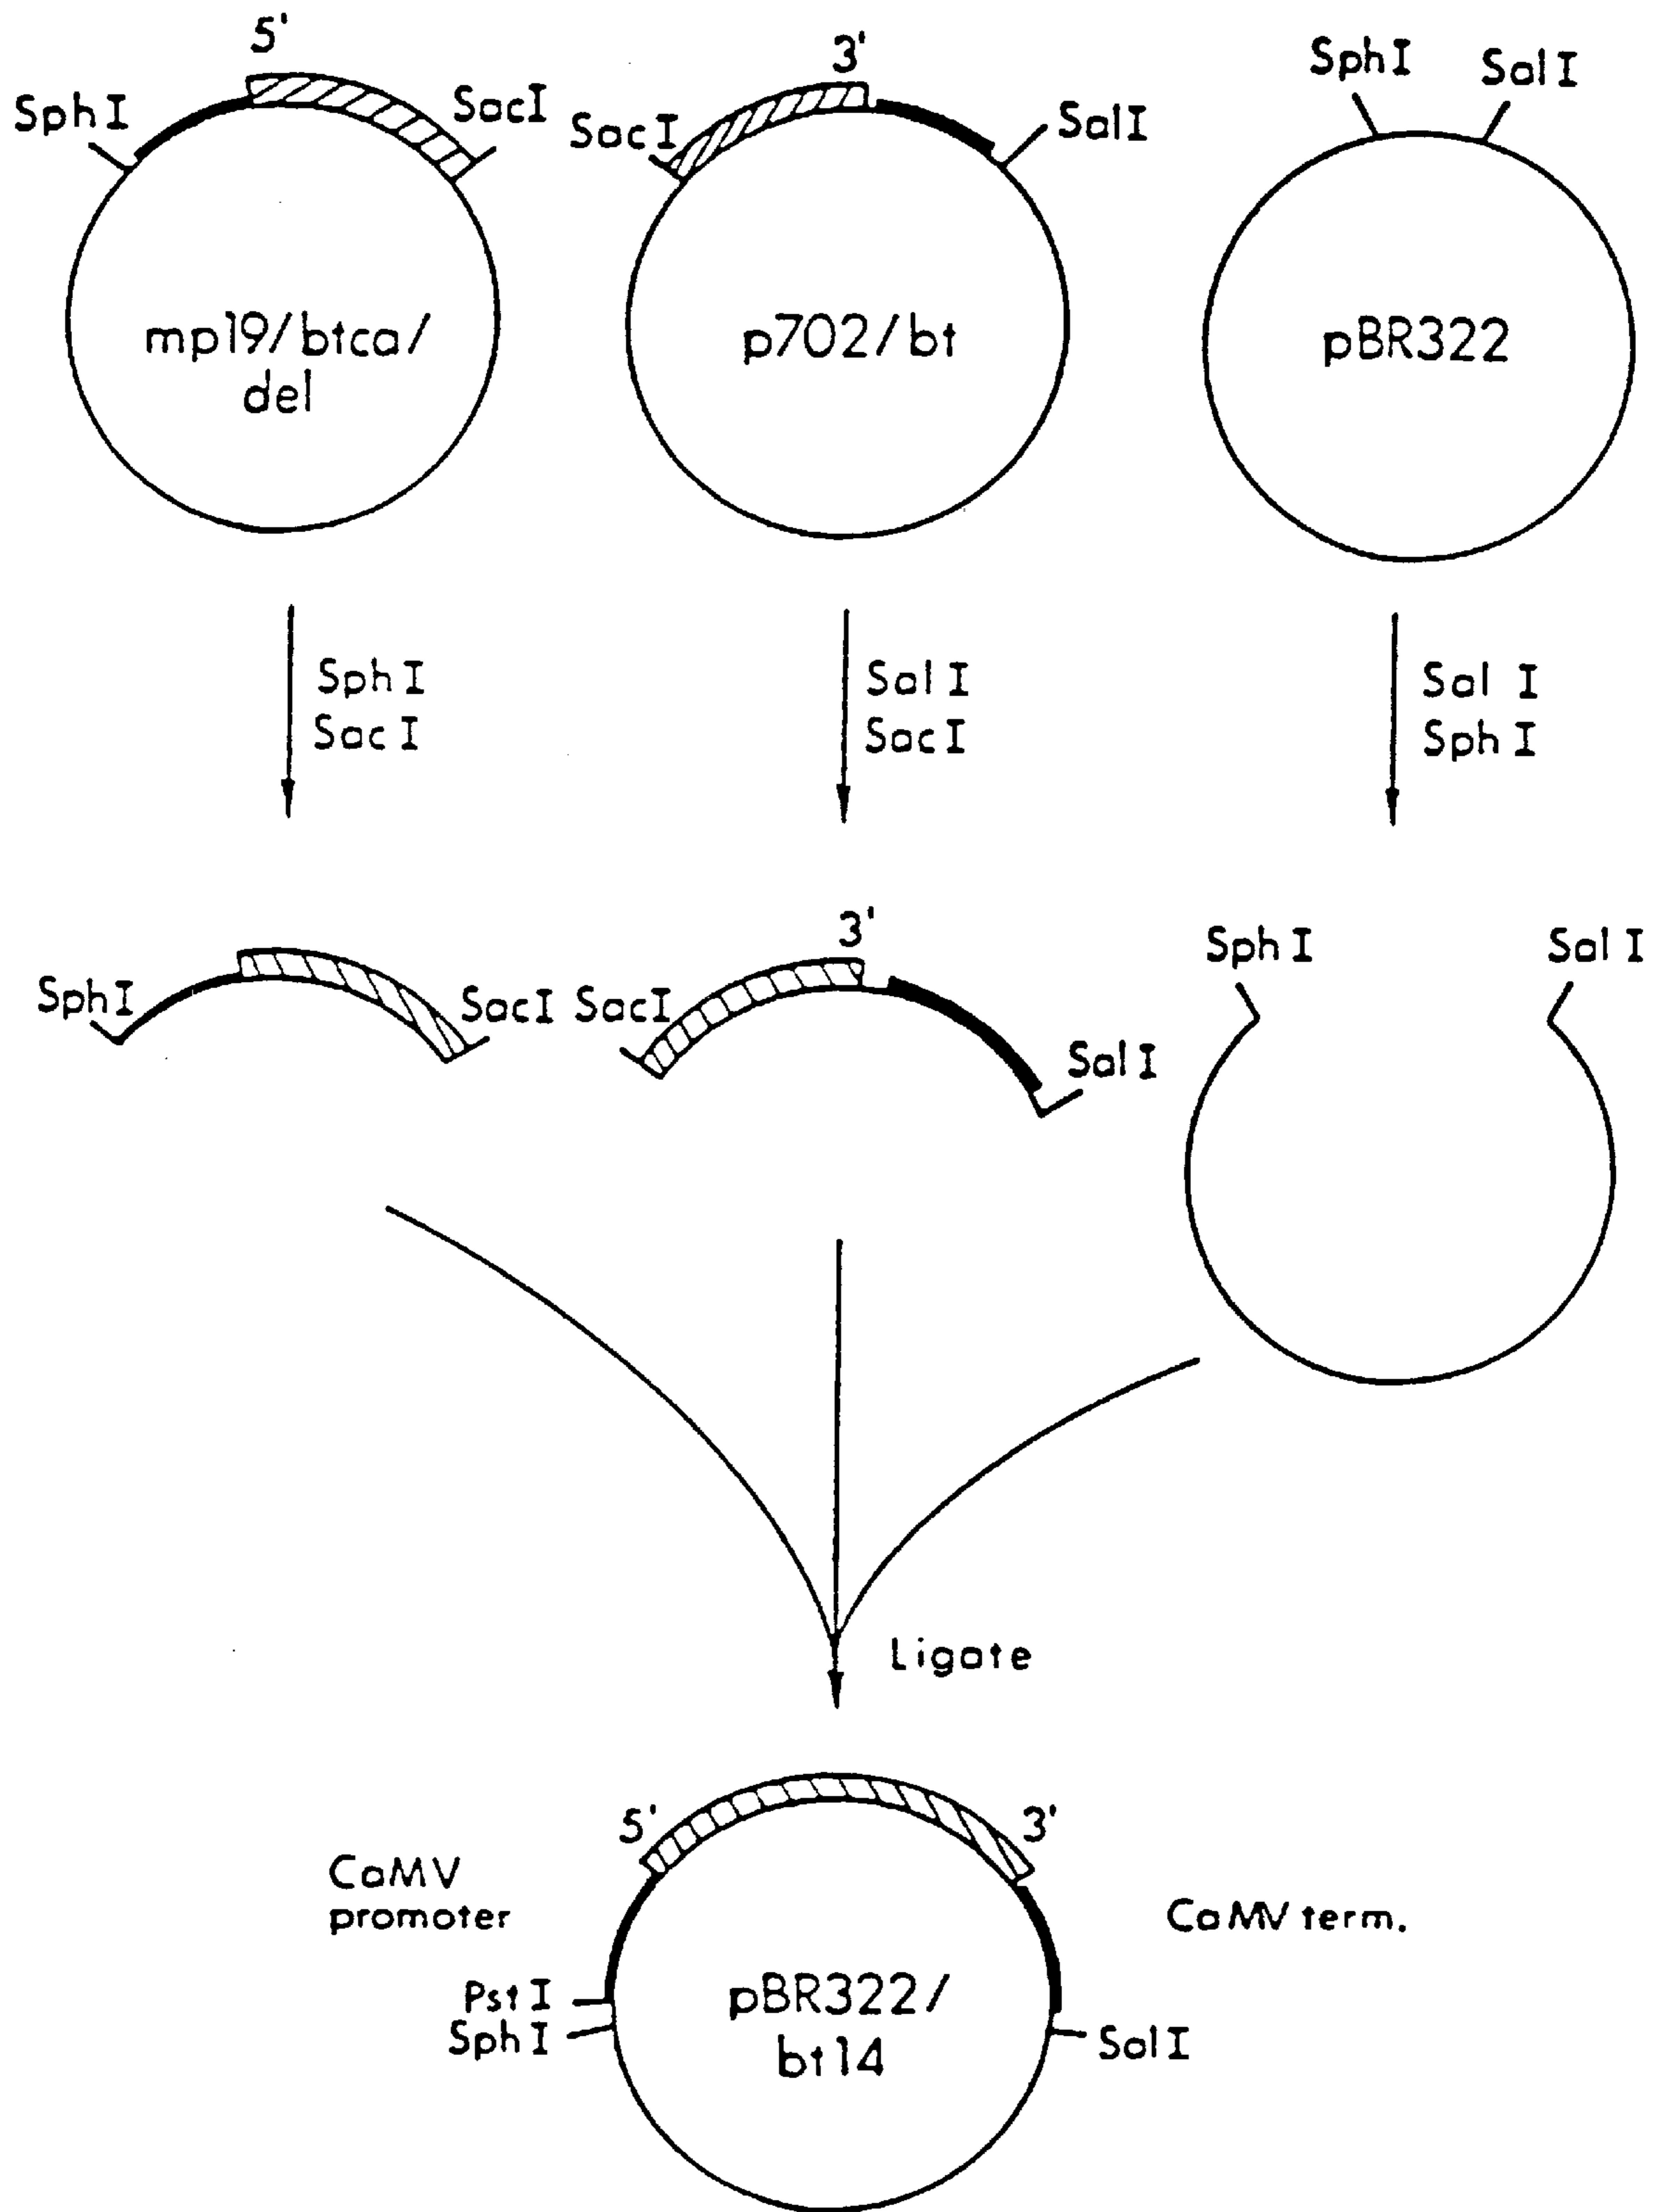 5'
3'
SphI
SalI
SphI
SacI
SacI
SalI
mp19/btca/
del
p702/bt
pBR322
SphI
SacI
SalI
SacI
Sal I
SphI
3'
SphI
SalI
SphI
SacI
SacI
SalI
Ligate
5'
3'
CaMV
promoter
CaMV term.
PstI
SphI
pBR322/
bt14
SalI